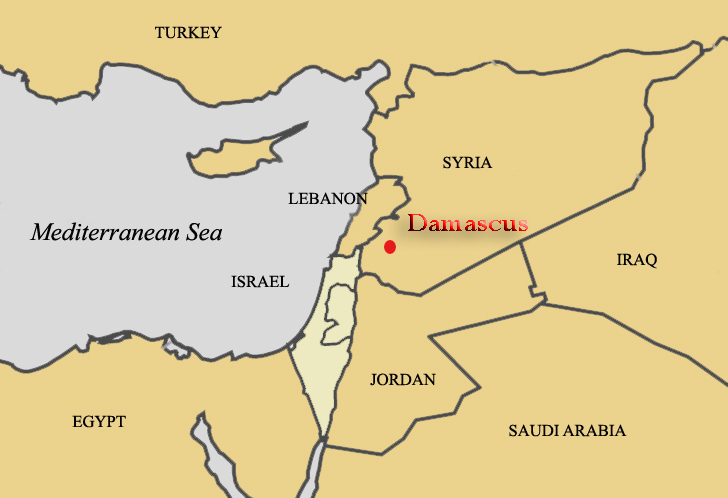 TURKEY
SYRIA
LEBANON
Damascus
Mediterranean Sea
IRAQ
ISRAEL
JORDAN
EGYPT
SAUDI ARABIA